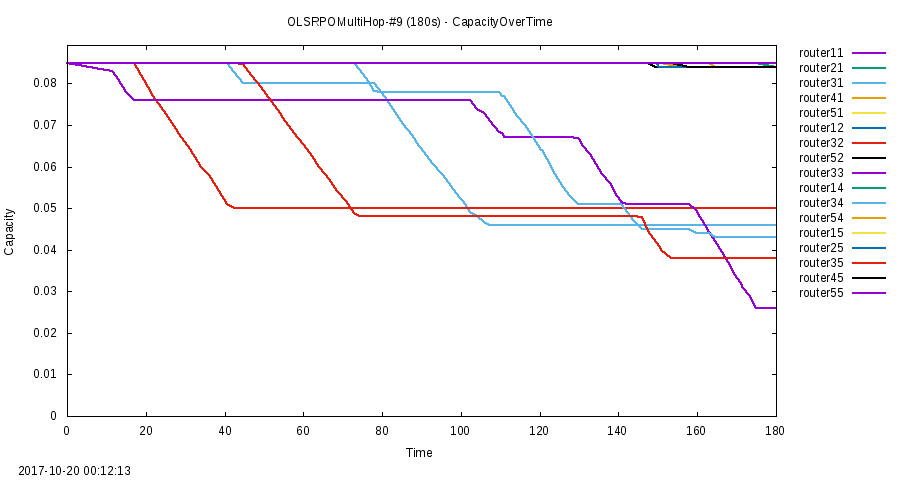 OLSRPOMultiHop-#9 (180s) - CapacityOverTime
router11
router21
router31
router41
router51
router12
router32
router52
router33
router14
router34
router54
router15
router25
router35
router45
router55
0.08
0.07
0.06
0.05
0.04
0.03
0.02
0.01
0
Capacity
0 20 40 60 80 100 120 140 160 180
Time
2017-10-20 00:12:13